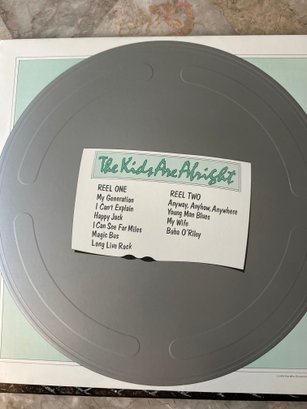 The Kids Are Alright
REEL ONE
My Generation
I Can't Explain
Happy Jack
I Can See For Miles
Magic Bus
Long Live Rock
REEL TWO
Anyway, Anyhow, Anywhere
Young Man Blues
My Wife
Baba O'Riley